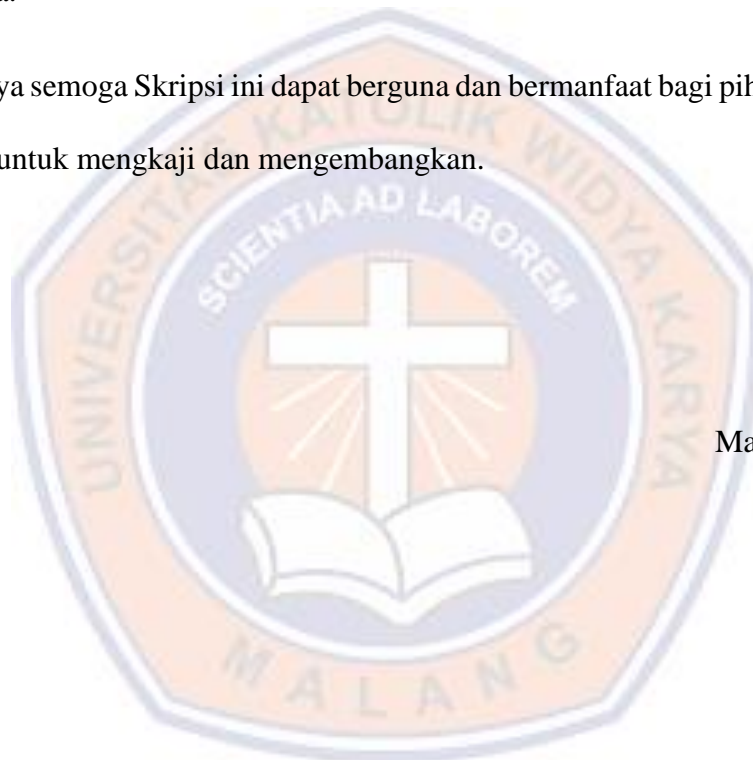 ya semoga Skripsi ini dapat berguna dan bermanfaat bagi pih
untuk mengkaji dan mengembangkan.
UNIVERSITAS KATOLIK WIDYA KARYA
SCIENTIA AD LABOREM
Ma
MALANG